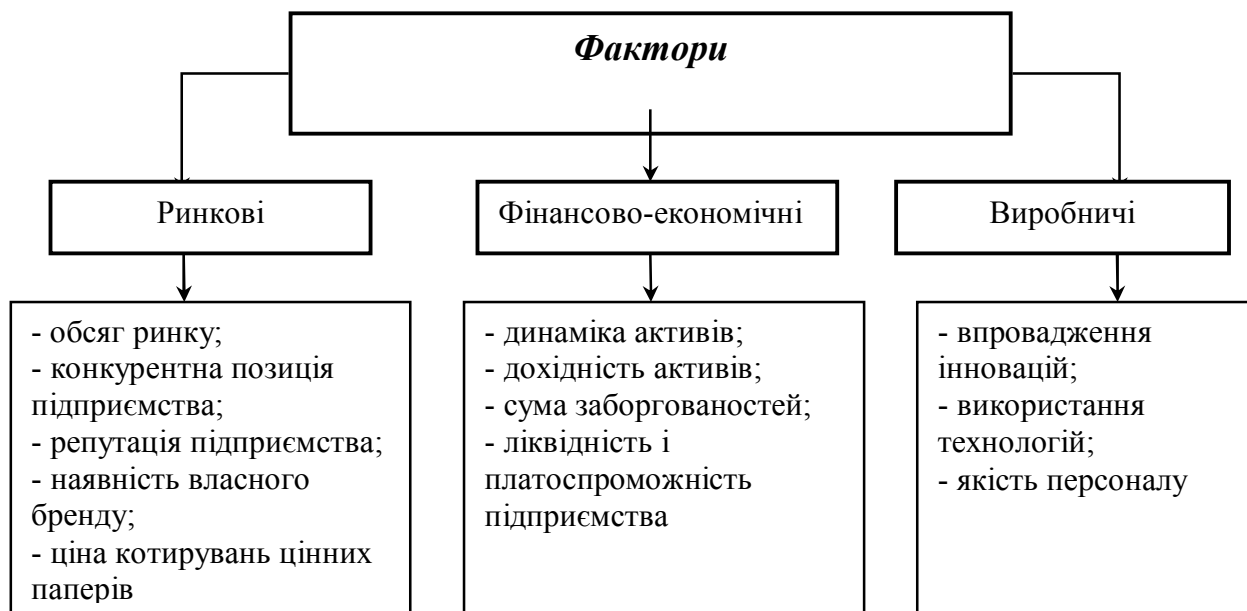 Фактори
Ринкові
Фінансово-економічні
Виробничі
- обсяг ринку;
- конкурентна позиція
підприємства;
- репутація підприємства;
- наявність власного
бренду;
- ціна котирувань цінних
паперів
- динаміка активів;
- дохідність активів;
- сума заборгованостей;
- ліквідність і
платоспроможність
підприємства
- впровадження
інновацій;
- використання
технологій;
- якість персоналу